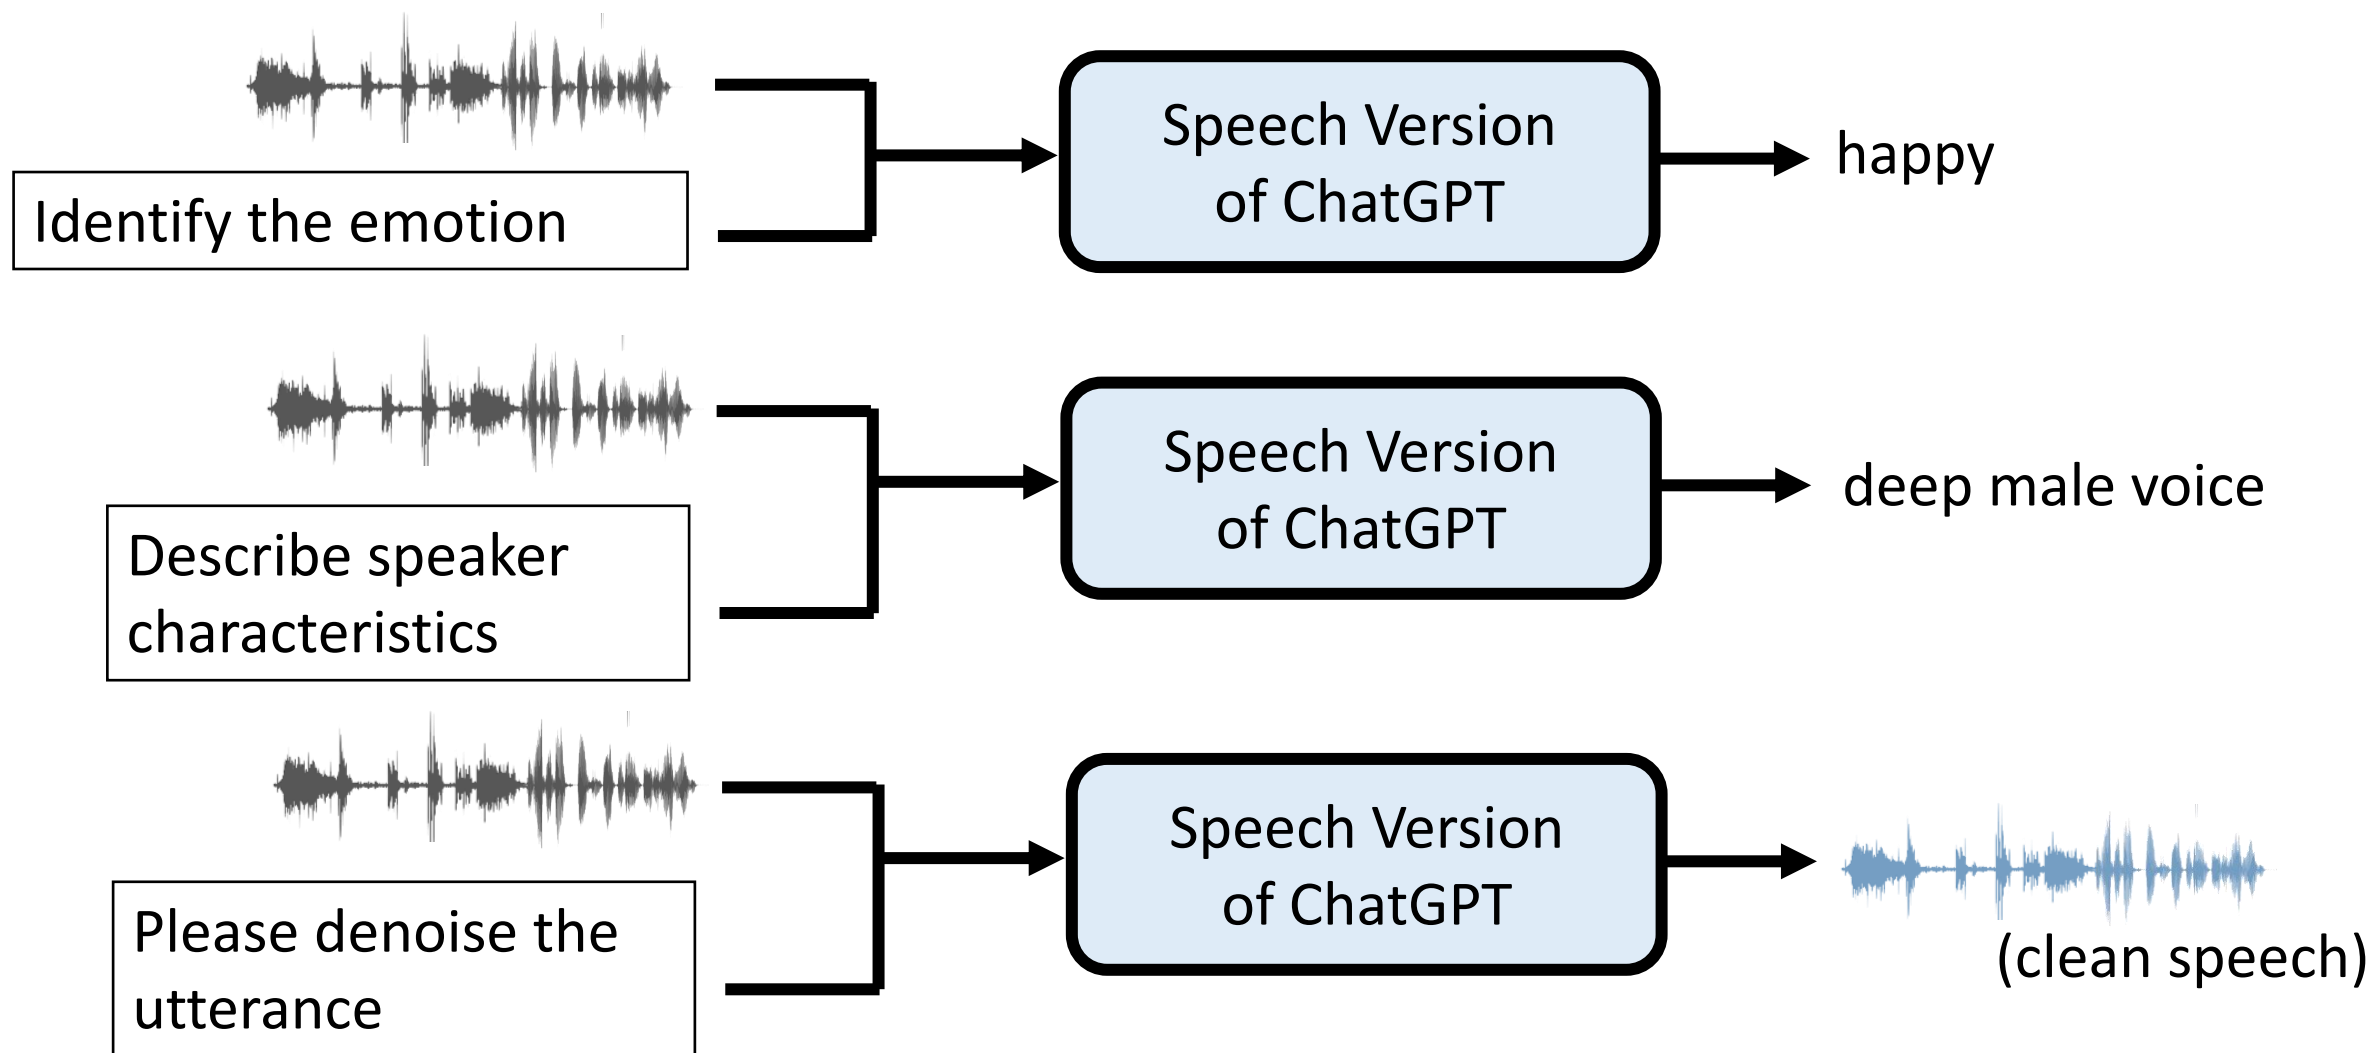 Identify the emotion
Speech Version
of ChatGPT
happy
Describe speaker
characteristics
Speech Version
of ChatGPT
deep male voice
Please denoise the
utterance
Speech Version
of ChatGPT
(clean speech)